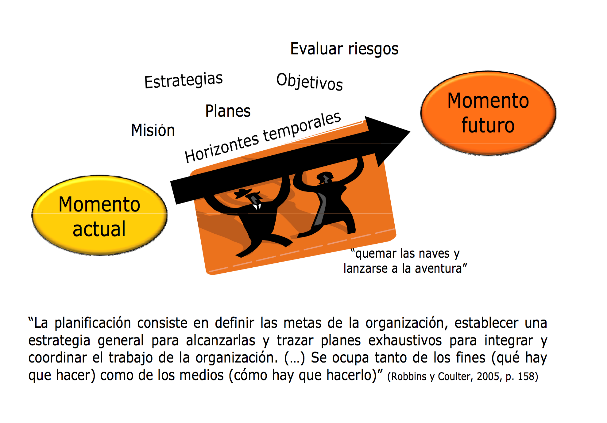 Evaluar riesgos
Estrategias
Objetivos
Planes
Misión
Horizontes temporales
Momento
futuro
Momento
actual
“quemar las naves y
lanzarse a la aventura”
“La planificación consiste en definir las metas de la organización, establecer una
estrategia general para alcanzarlas y trazar planes exhaustivos para integrar y
coordinar el trabajo de la organización. (…) Se ocupa tanto de los fines (qué hay
que hacer) como de los medios (cómo hay que hacerlo)” (Robbins y Coulter, 2005, p. 158)